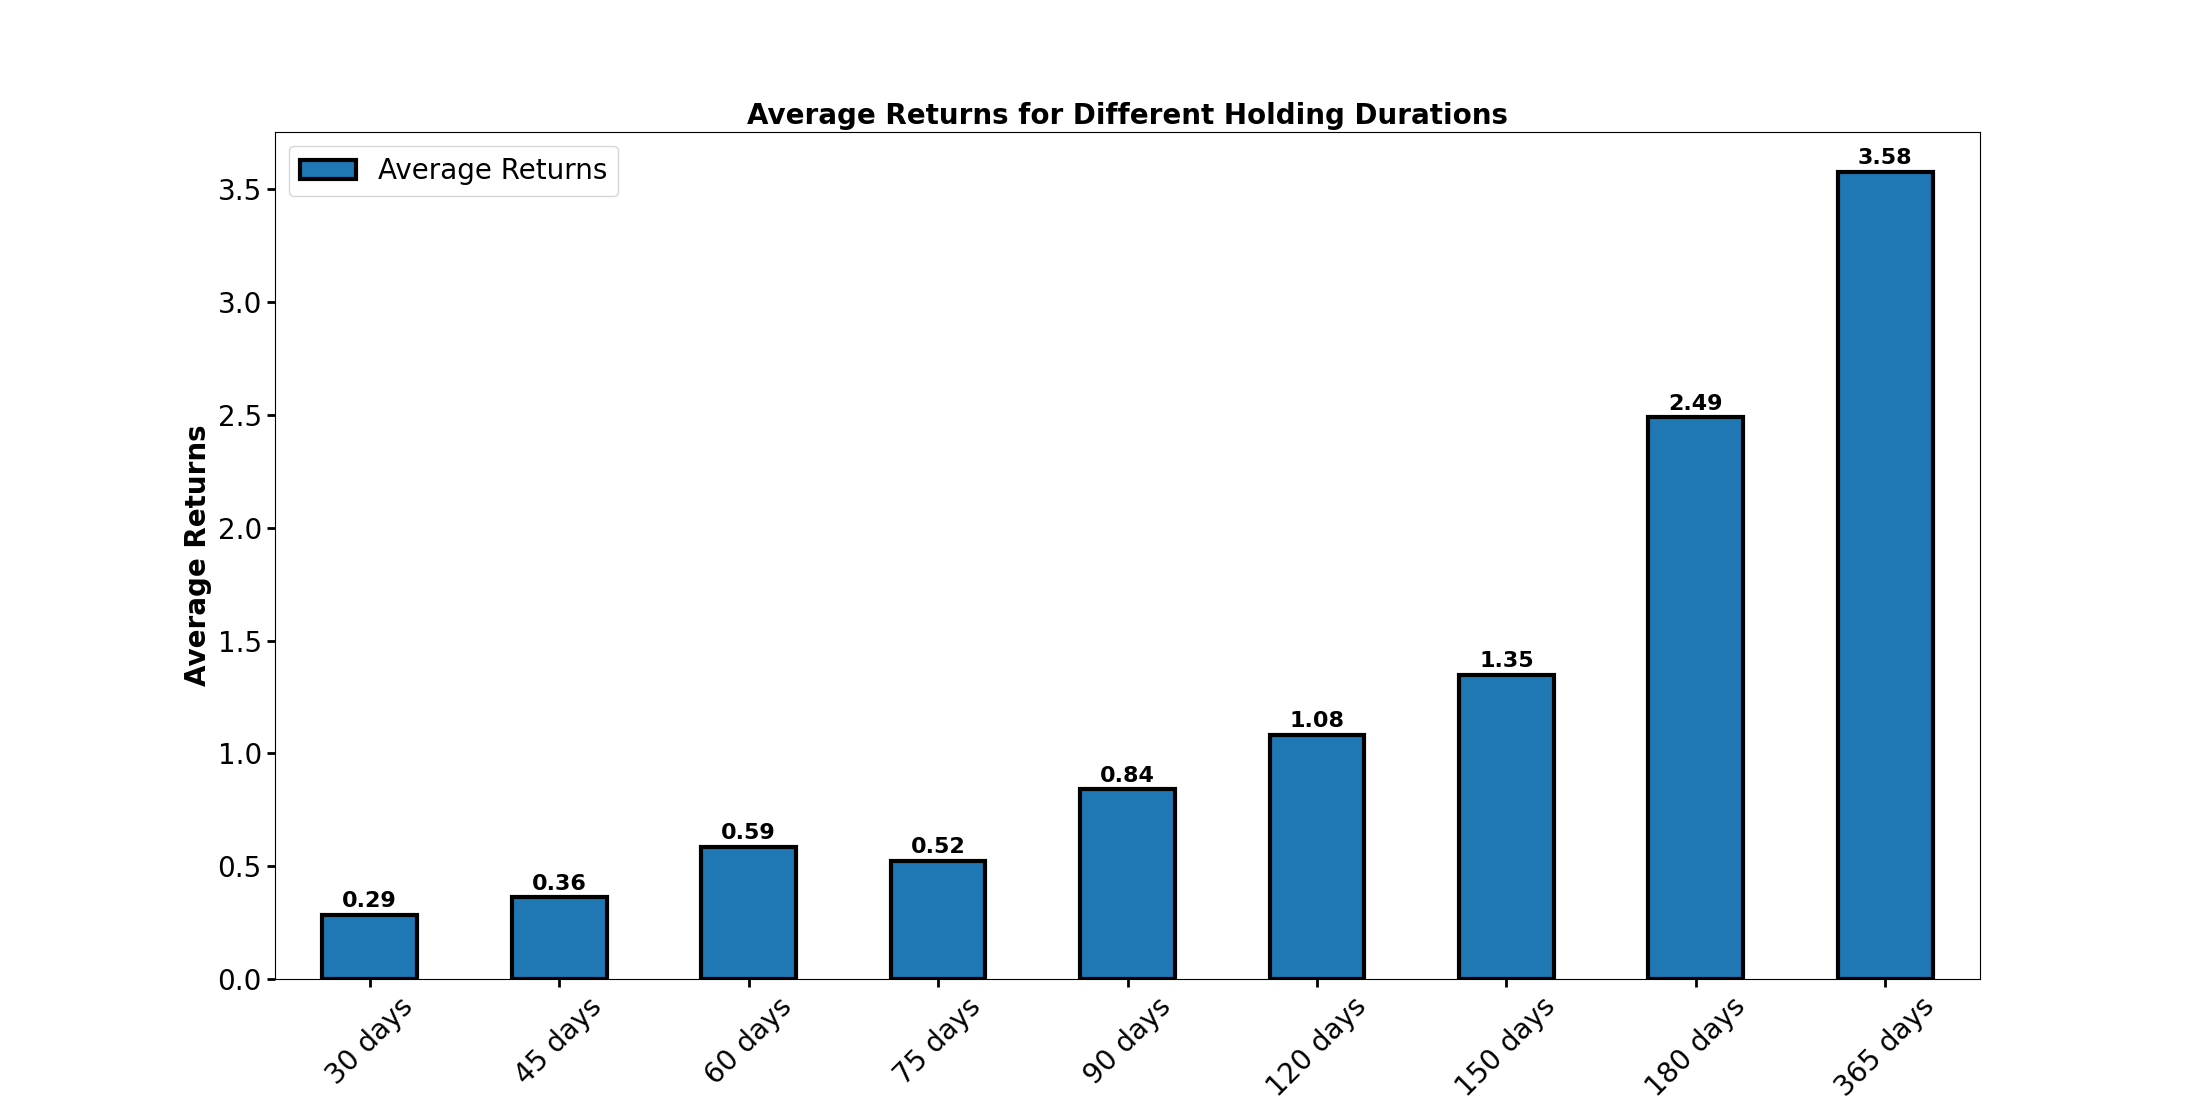 Average Returns for Different Holding Durations
Average Returns
3.5
3.0
2.5
2.0
1.5
1.0
0.5
0.0
Average Returns
0.29
0.36
0.59
0.52
0.84
1.08
1.35
2.49
3.58
30 days
45 days
60 days
75 days
90 days
120 days
150 days
180 days
365 days